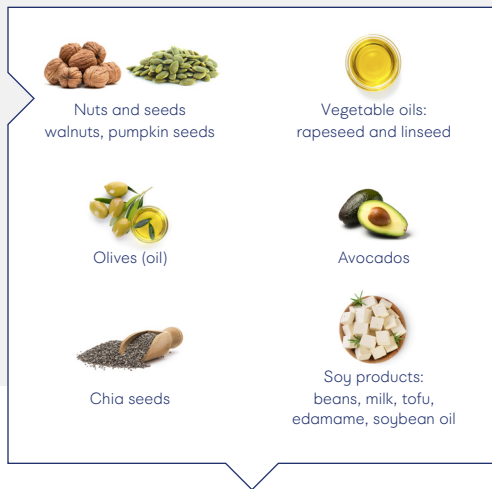 Nuts and seeds
walnuts, pumpkin seeds
Vegetable oils:
rapeseed and linseed
Olives (oil)
Avocados
Chia seeds
Soy products:
beans, milk, tofu,
edamame, soybean oil